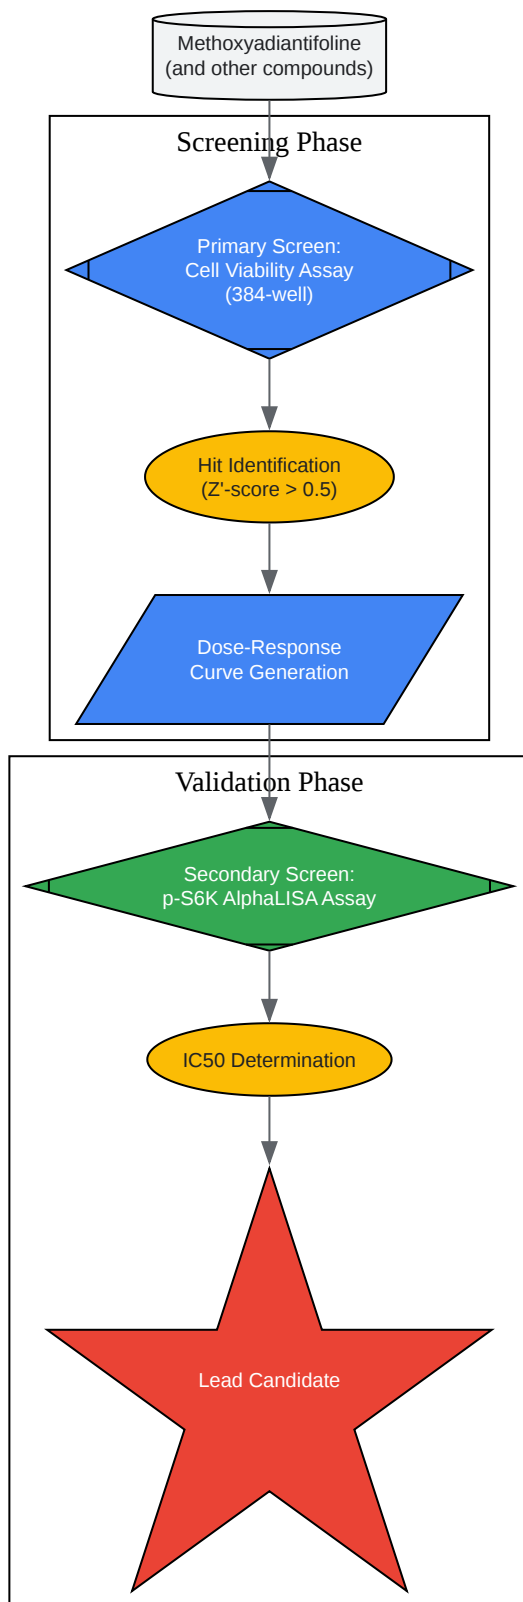 Methoxyadiantifoline
(and other compounds)
Screening Phase
Primary Screen:
Cell Viability Assay
(384-well)
Hit Identification
(Z'-score > 0.5)
Dose-Response
Curve Generation
Validation Phase
Secondary Screen:
p-S6K AlphaLISA Assay
IC50 Determination
Lead Candidate